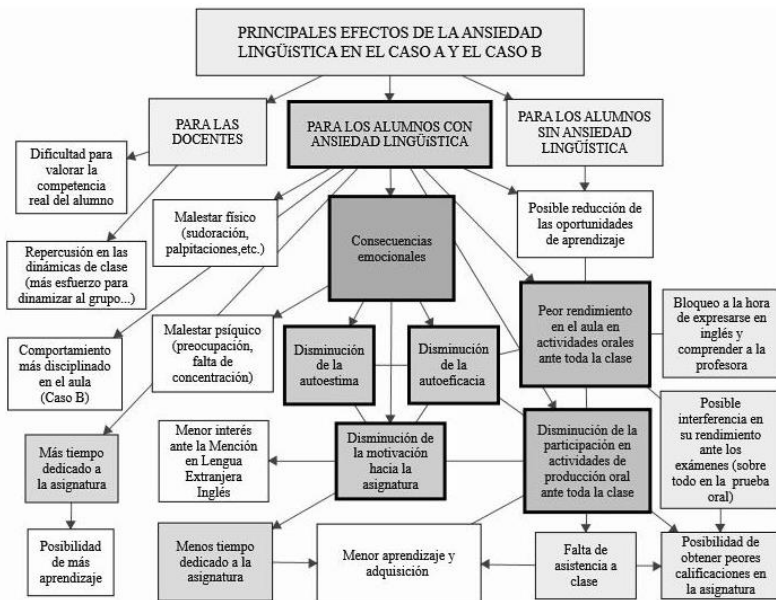 PRINCIPALES EFECTOS DE LA ANSIEDAD
LINGÜíSTICA EN EL CASO A Y EL CASO B
PARA LAS
DOCENTES
PARA LOS ALUMNOS CON
ANSIEDAD LINGÜíSTICA
PARA LOS ALUMNOS
SIN ANSIEDAD
LINGÜÍSTICA
Dificultad para
valorar la
competencia
real del alumno
Malestar físico
(sudoración,
palpitaciones,etc.)
Consecuencias
emocionales
Posible reducción de
las oportunidades
de aprendizaje
Repercusión en las
dinámicas de clase
(más esfuerzo para
dinamizar al grupo...)
Peor rendimiento
en el aula en
actividades orales
ante toda la clase
Bloqueo a la hora
de expresarse en
inglés y
comprender a la
profesora
Comportamiento
más disciplinado
en el aula
(Caso B)
Malestar psíquico
(preocupación,
falta de
concentración)
Disminución
de la
autoestima
Disminución
de la
autoeficacia
Más tiempo
dedicado a
la asignatura
Menor interés
ante la Mención
en Lengua
Extranjera
Inglés
Disminución de
la motivación
hacia la
asignatura
Disminución de la
participación en
actividades de
producción oral
ante toda la clase
Posible
interferencia en
su rendimiento
ante los
exámenes (sobre
todo en la prueba
oral)
Posibilidad
de más
aprendizaje
Menos tiempo
dedicado a la
asignatura
Menor aprendizaje y
adquisición
Falta de
asistencia a
clase
Posibilidad de
obtener peores
calificaciones en
la asignatura